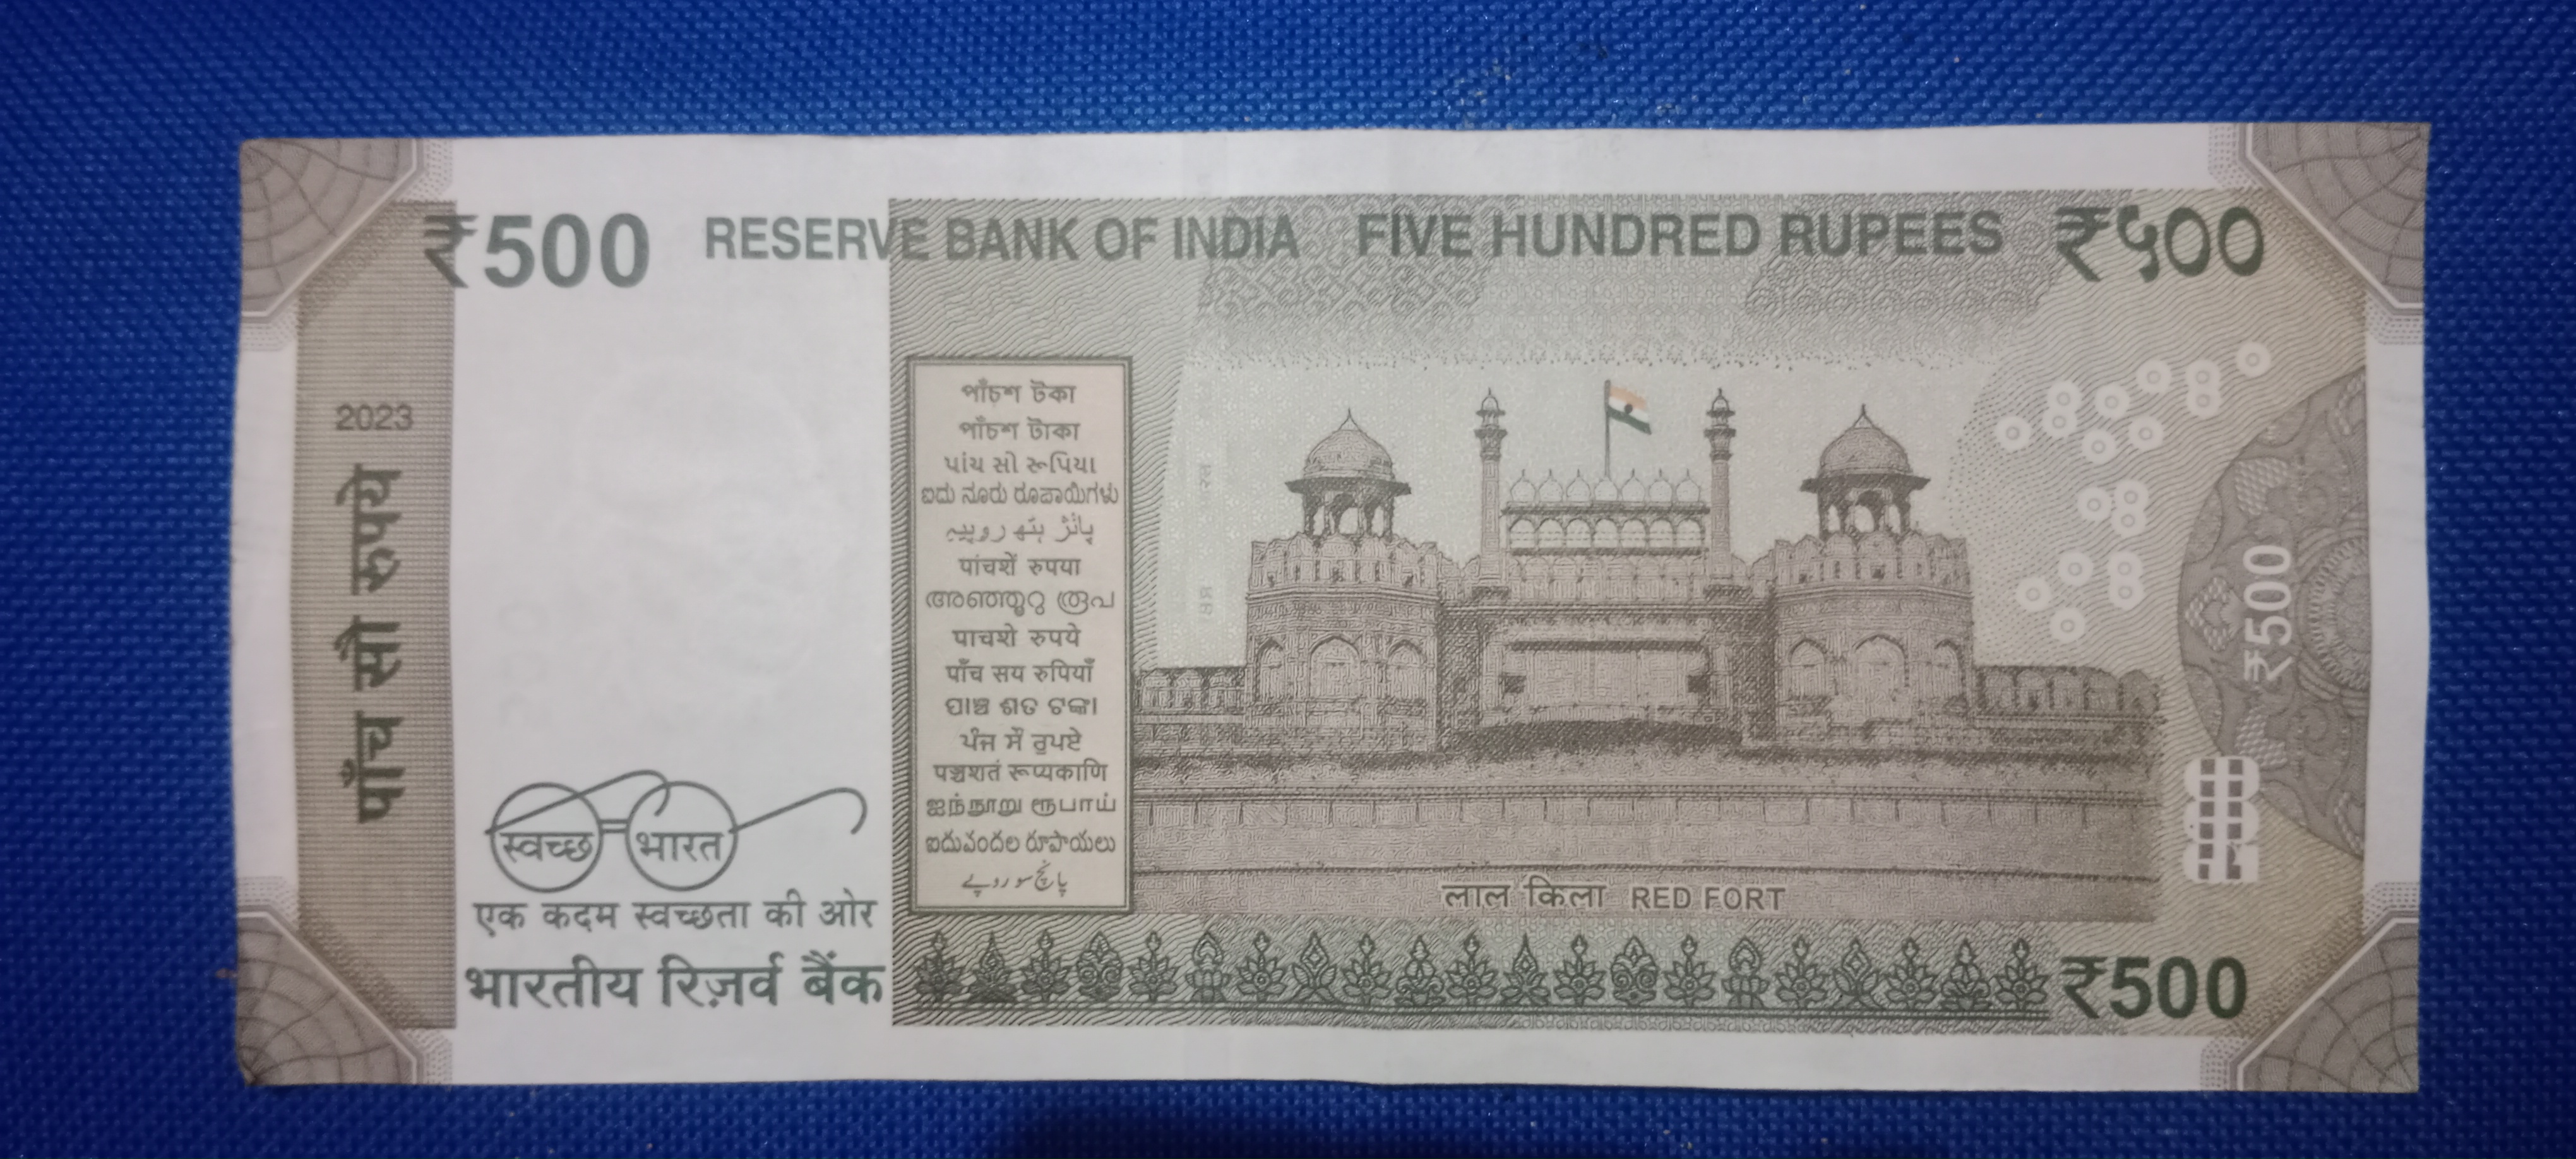 ₹500 RESERVE BANK OF INDIA FIVE HUNDRED RUPEES ₹५००
2023
पाँच सौ रुपये
পাঁচশ টকা
পাঁচশ টাকা
પાંચ સો રૂપિયા
ಐದು ನೂರು ರೂಪಾಯಿಗಳು
پانٛژ ہَتھ روپیہِ
पांचशें रुपया
അഞ്ഞൂറു രൂപ
पाचशे रुपये
पाँच सय रुपियाँ
ପାଞ୍ଚ ଶତ ଟଙ୍କା
ਪੰਜ ਸੌ ਰੁਪਏ
पञ्चशतं रूप्यकाणि
ஐந்நூறு ரூபாய்
ఐదువందల రూపాయలు
پانچ سو روپے
₹500
स्वच्छ भारत
एक कदम स्वच्छता की ओर
भारतीय रिज़र्व बैंक
लाल किला RED FORT
₹500